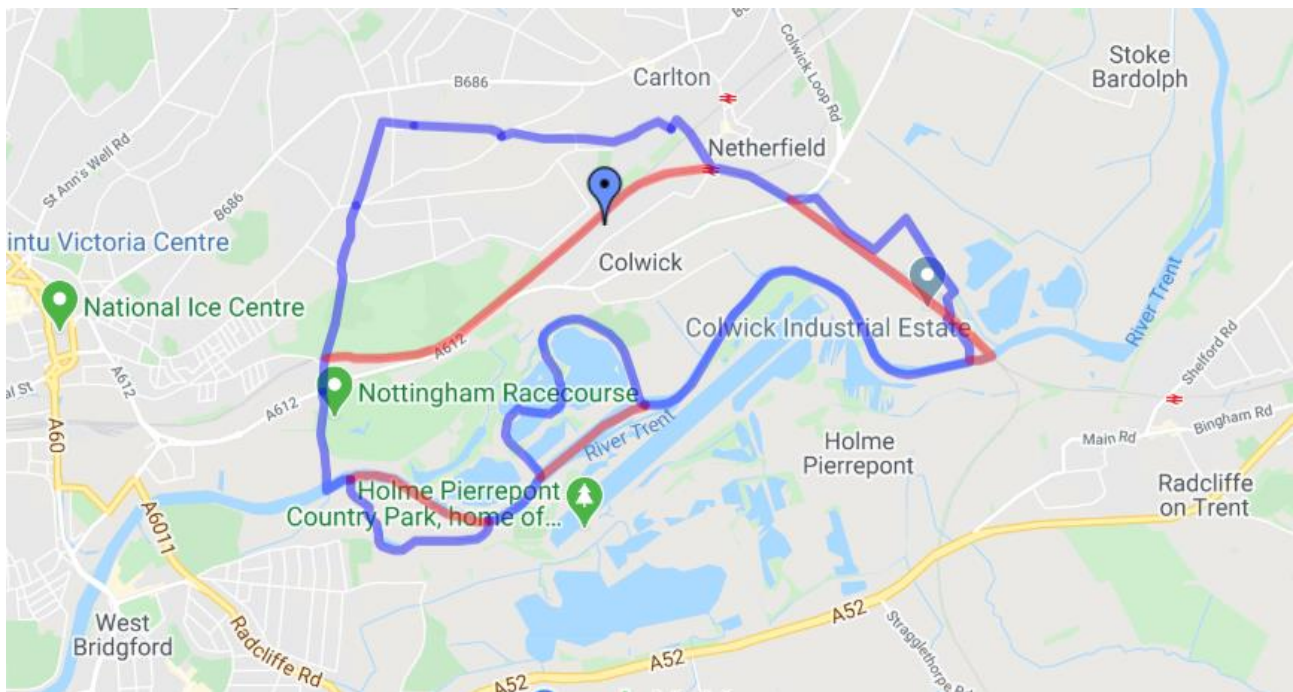 Stoke
Bardolph
Carlton
Colwick Loop Rd
B686
Netherfield
St Ann's Well Rd
B686
intu Victoria Centre
River Trent
Colwick
National Ice Centre
Colwick Industrial Estate
A612
A612
Shelford Rd
Nottingham Racecourse
A612
A60
River Trent
Bingham Rd
Main Rd
Holme
Pierrepont
Radcliffe
on Trent
Holme Pierrepont
Country Park, home of...
A6011
West
Bridgford
Radcliffe Rd
A52
A52
A52